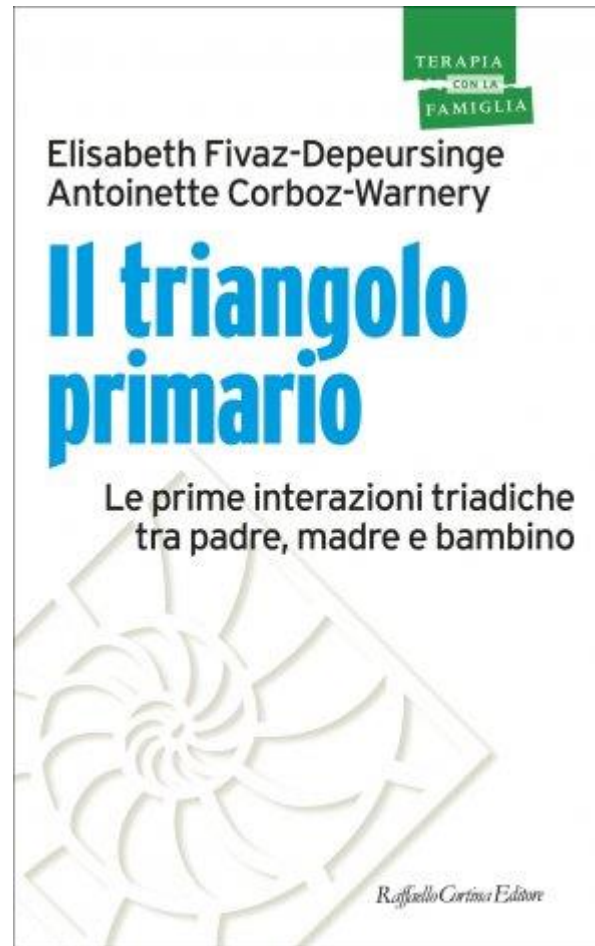 TERAPIA
CON LA
FAMIGLIA
Elisabeth Fivaz-Depeursinge
Antoinette Corboz-Warnery
Il triangolo
primario
Le prime interazioni triadiche
tra padre, madre e bambino
Raffaello Cortina Editore